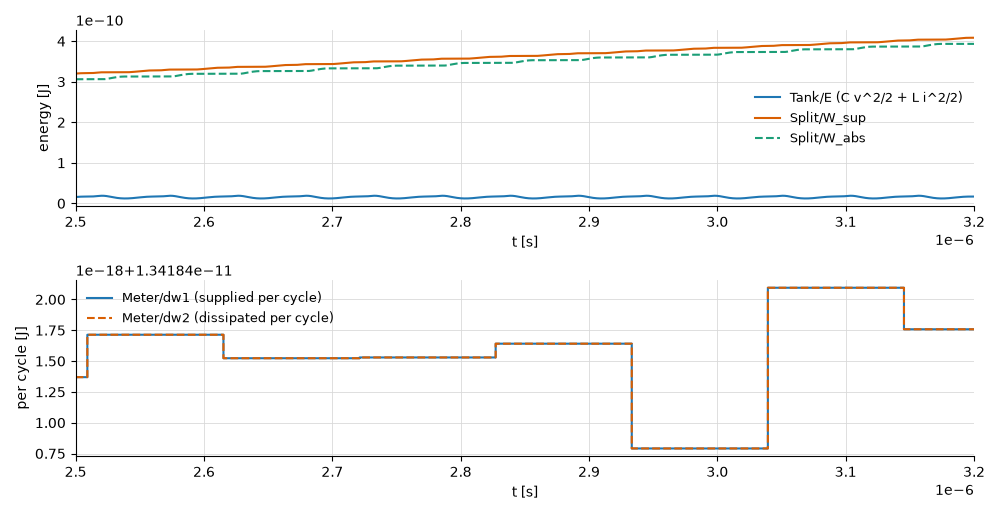 1e−10
energy [J]
4
3
2
1
0
Tank/E (C v^2/2 + L i^2/2)
Split/W_sup
Split/W_abs
2.5 2.6 2.7 2.8 2.9 3.0 3.1 3.2
t [s]
1e−6
1e−18+1.34184e−11
per cycle [J]
2.00
1.75
1.50
1.25
1.00
0.75
Meter/dw1 (supplied per cycle)
Meter/dw2 (dissipated per cycle)
2.5 2.6 2.7 2.8 2.9 3.0 3.1 3.2
t [s]
1e−6